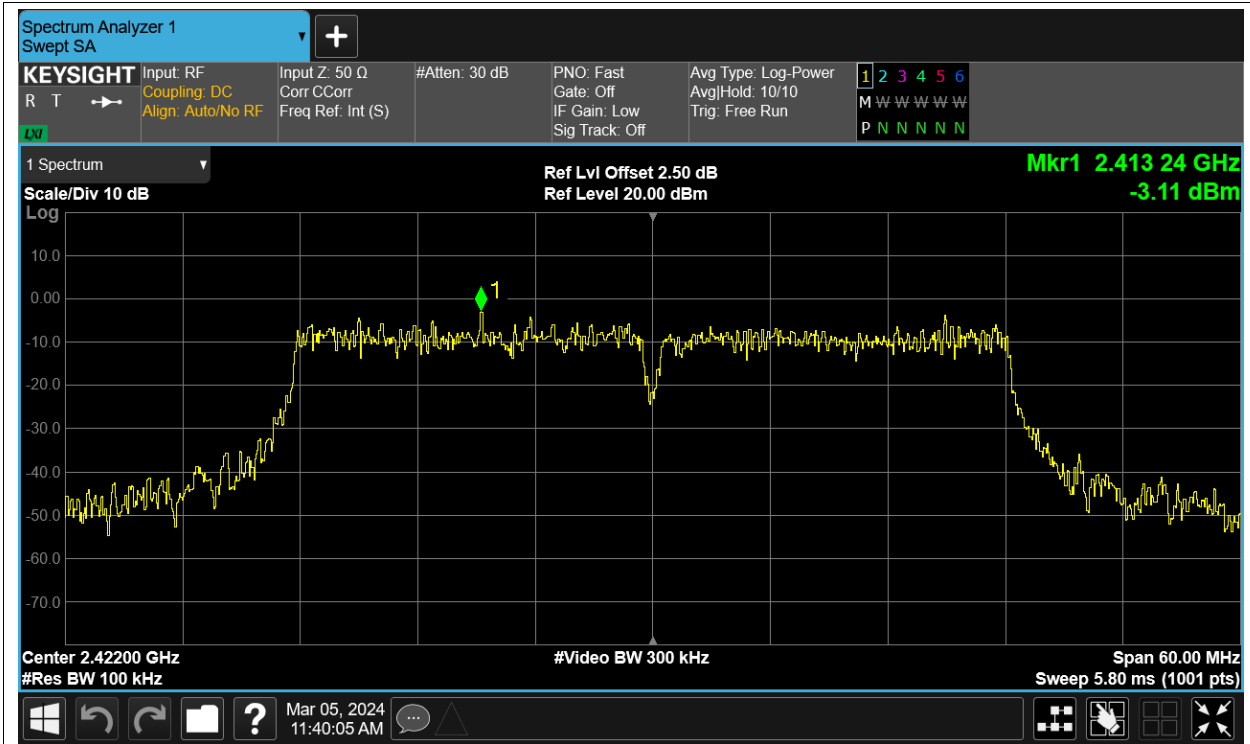 Spectrum Analyzer 1
Swept SA
KEYSIGHT
R T
LXI
Input: RF
Coupling: DC
Align: Auto/No RF
Input Z: 50 Ω
Corr CCorr
Freq Ref: Int (S)
#Atten: 30 dB
PNO: Fast
Gate: Off
IF Gain: Low
Sig Track: Off
Avg Type: Log-Power
Avg|Hold: 10/10
Trig: Free Run
1 2 3 4 5 6
M W W W W W
P N N N N N
1 Spectrum
Scale/Div 10 dB
Log
Ref Lvl Offset 2.50 dB
Ref Level 20.00 dBm
Mkr1 2.413 24 GHz
-3.11 dBm
10.0
0.00
-10.0
-20.0
-30.0
-40.0
-50.0
-60.0
-70.0
1
Center 2.42200 GHz
#Res BW 100 kHz
#Video BW 300 kHz
Span 60.00 MHz
Sweep 5.80 ms (1001 pts)
?
Mar 05, 2024
11:40:05 AM